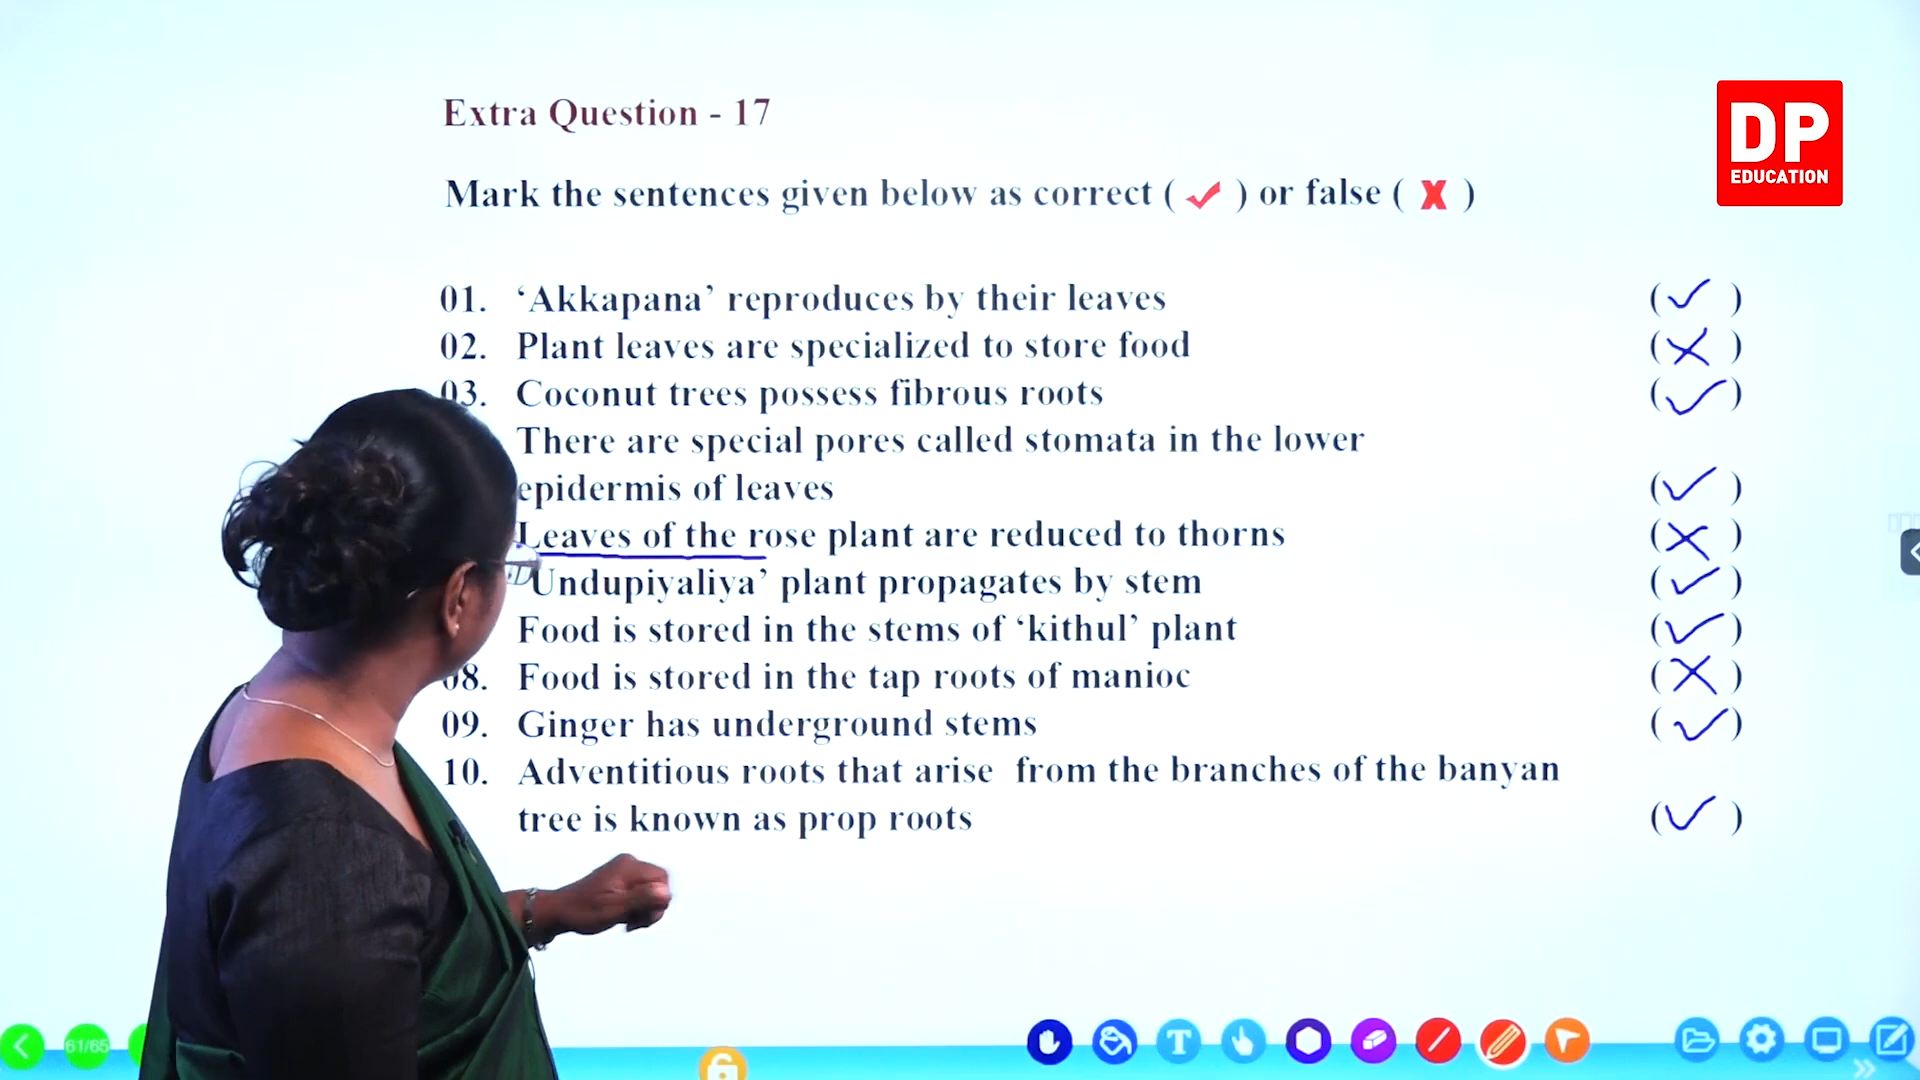 DP
EDUCATION
Extra Question - 17
Mark the sentences given below as correct ( ✓ ) or false ( X )
01. ‘Akkapana’ reproduces by their leaves (✓)
02. Plant leaves are specialized to store food (X)
03. Coconut trees possess fibrous roots (✓)
There are special pores called stomata in the lower
epidermis of leaves (✓)
Leaves of the rose plant are reduced to thorns (X)
Undupiyaliya’ plant propagates by stem (✓)
Food is stored in the stems of ‘kithul’ plant (✓)
08. Food is stored in the tap roots of manioc (X)
09. Ginger has underground stems (✓)
10. Adventitious roots that arise from the branches of the banyan
tree is known as prop roots (✓)
61/65
T